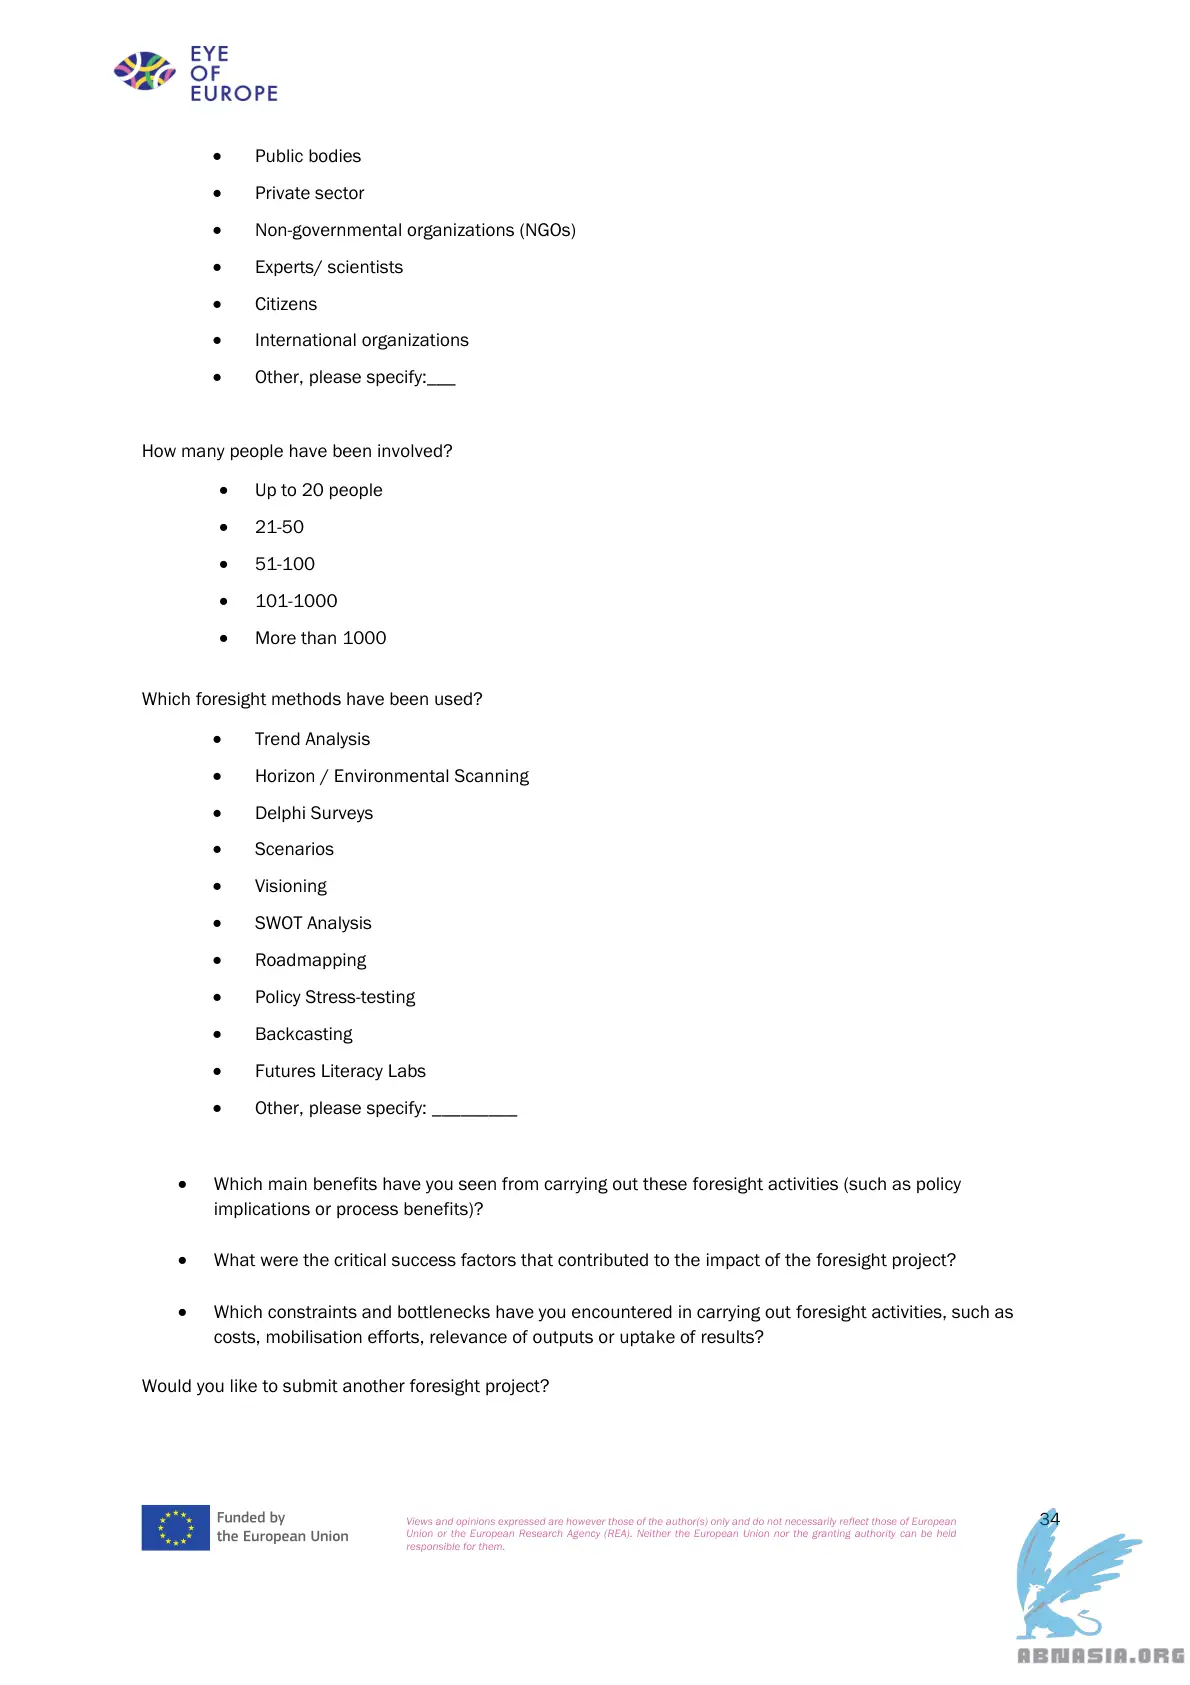 EYE
OF
EUROPE
• Public bodies
• Private sector
• Non-governmental organizations (NGOs)
• Experts/ scientists
• Citizens
• International organizations
• Other, please specify:___
How many people have been involved?
• Up to 20 people
• 21-50
• 51-100
• 101-1000
• More than 1000
Which foresight methods have been used?
• Trend Analysis
• Horizon / Environmental Scanning
• Delphi Surveys
• Scenarios
• Visioning
• SWOT Analysis
• Roadmapping
• Policy Stress-testing
• Backcasting
• Futures Literacy Labs
• Other, please specify: _________
• Which main benefits have you seen from carrying out these foresight activities (such as policy
implications or process benefits)?
• What were the critical success factors that contributed to the impact of the foresight project?
• Which constraints and bottlenecks have you encountered in carrying out foresight activities, such as
costs, mobilisation efforts, relevance of outputs or uptake of results?
Would you like to submit another foresight project?
Funded by
the European Union
Views and opinions expressed are however those of the author(s) only and do not necessarily reflect those of European
Union or the European Research Agency (REA). Neither the European Union nor the granting authority can be held
responsible for them.
34
ABNASIA.ORG